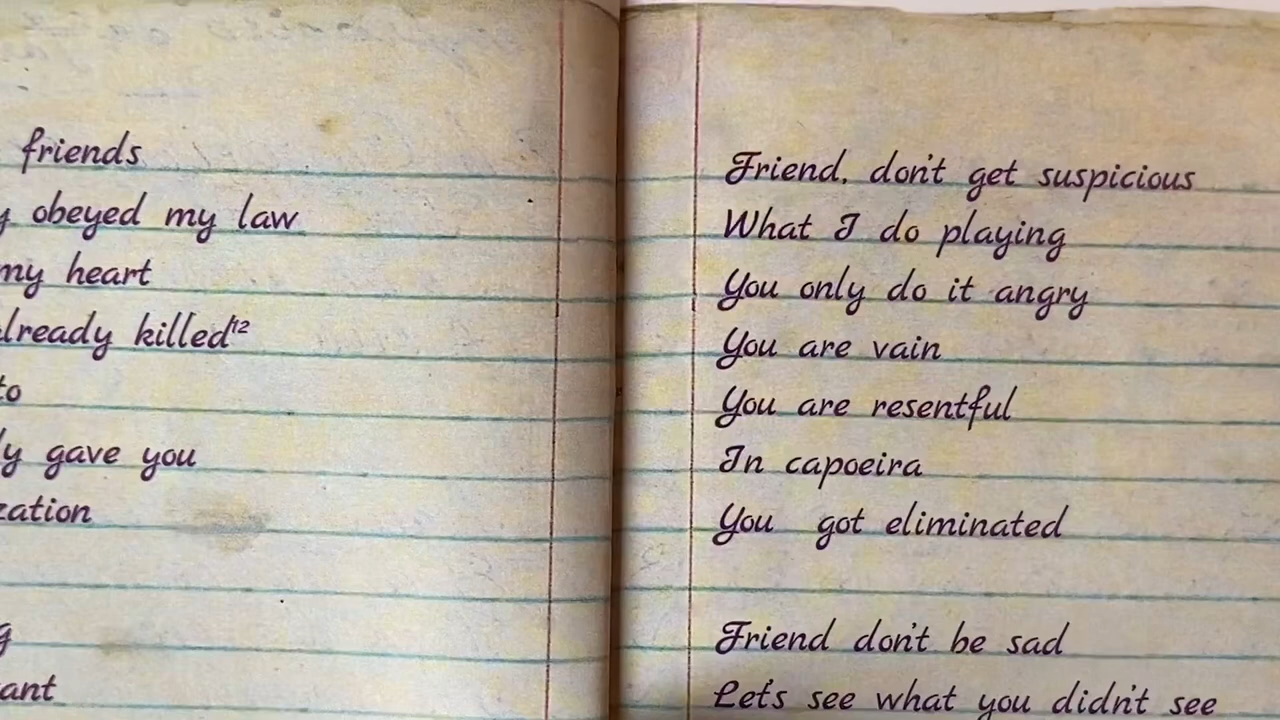 friends
obeyed my law
my heart
already killed¹²
to
gave you

Friend, don't get suspicious
What I do playing
You only do it angry
You are vain
You are resentful
In capoeira
You got eliminated
Friend don't be sad
Let's see what you didn't see